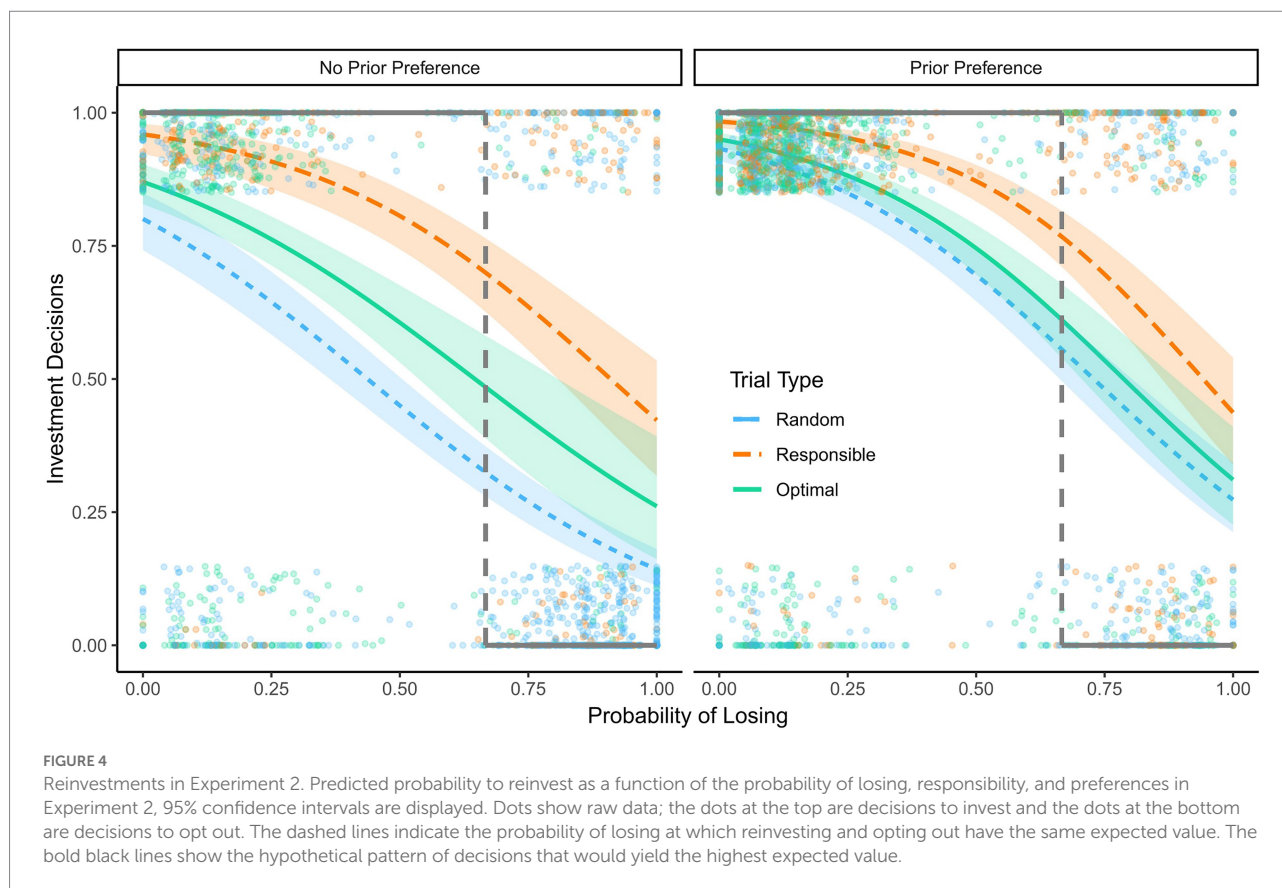 No Prior Preference
Prior Preference
Investment Decisions
1.00
0.75
0.50
0.25
0.00
Trial Type
Random
Responsible
Optimal
0.00 0.25 0.50 0.75 1.00
0.00 0.25 0.50 0.75 1.00
Probability of Losing
FIGURE 4
Reinvestments in Experiment 2. Predicted probability to reinvest as a function of the probability of losing, responsibility, and preferences in
Experiment 2, 95% confidence intervals are displayed. Dots show raw data; the dots at the top are decisions to invest and the dots at the bottom
are decisions to opt out. The dashed lines indicate the probability of losing at which reinvesting and opting out have the same expected value. The
bold black lines show the hypothetical pattern of decisions that would yield the highest expected value.